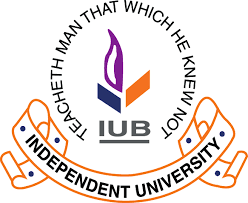 TEACHETH MAN THAT WHICH HE KNEW NOT
IUB
INDEPENDENT UNIVERSITY